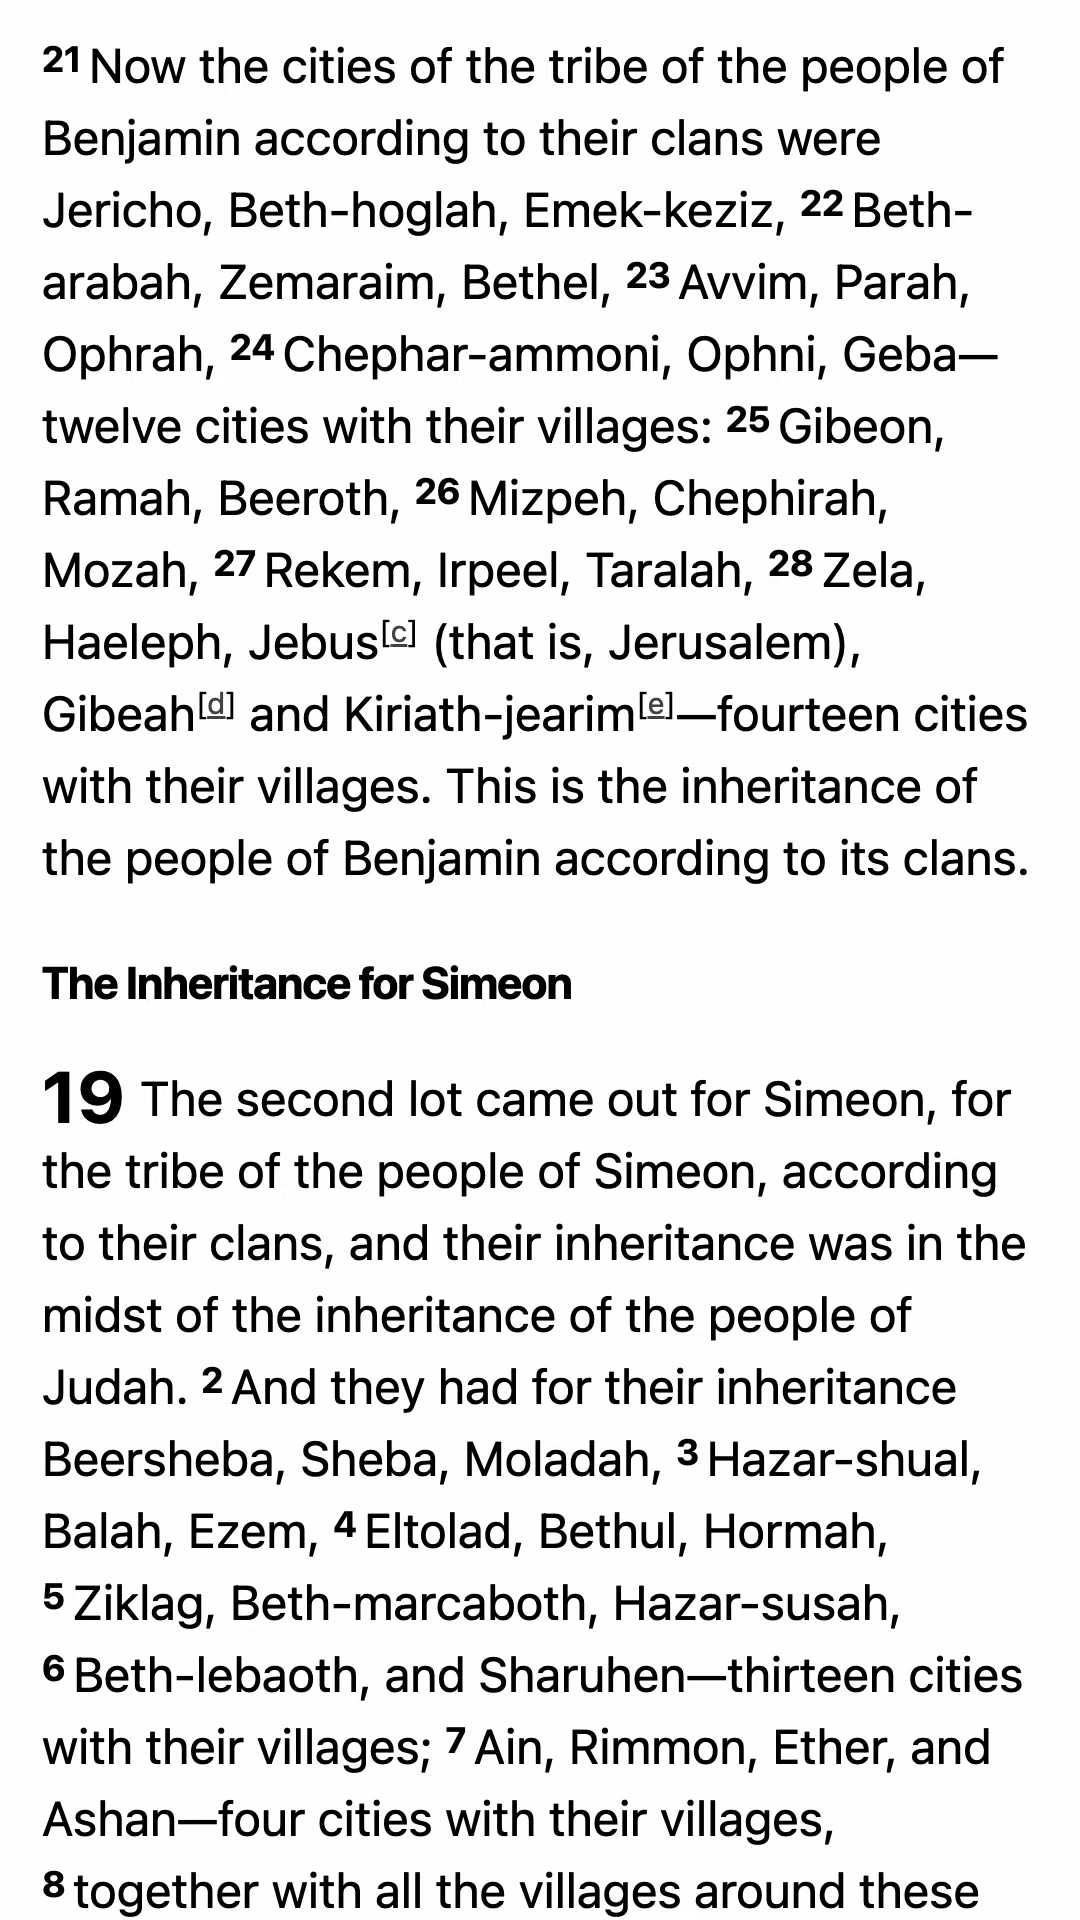 21 Now the cities of the tribe of the people of
Benjamin according to their clans were
Jericho, Beth-hoglah, Emek-keziz, 22 Beth-
arabah, Zemaraim, Bethel, 23 Avvim, Parah,
Ophrah, 24 Chephar-ammoni, Ophni, Geba—
twelve cities with their villages: 25 Gibeon,
Ramah, Beeroth, 26 Mizpeh, Chephirah,
Mozah, 27 Rekem, Irpeel, Taralah, 28 Zela,
Haeleph, Jebus[c] (that is, Jerusalem),
Gibeah[d] and Kiriath-jearim[e]—fourteen cities
with their villages. This is the inheritance of
the people of Benjamin according to its clans.
The Inheritance for Simeon
19 The second lot came out for Simeon, for
the tribe of the people of Simeon, according
to their clans, and their inheritance was in the
midst of the inheritance of the people of
Judah. 2 And they had for their inheritance
Beersheba, Sheba, Moladah, 3 Hazar-shual,
Balah, Ezem, 4 Eltolad, Bethul, Hormah,
5 Ziklag, Beth-marcaboth, Hazar-susah,
6 Beth-lebaoth, and Sharuhen—thirteen cities
with their villages; 7 Ain, Rimmon, Ether, and
Ashan—four cities with their villages,
8 together with all the villages around these